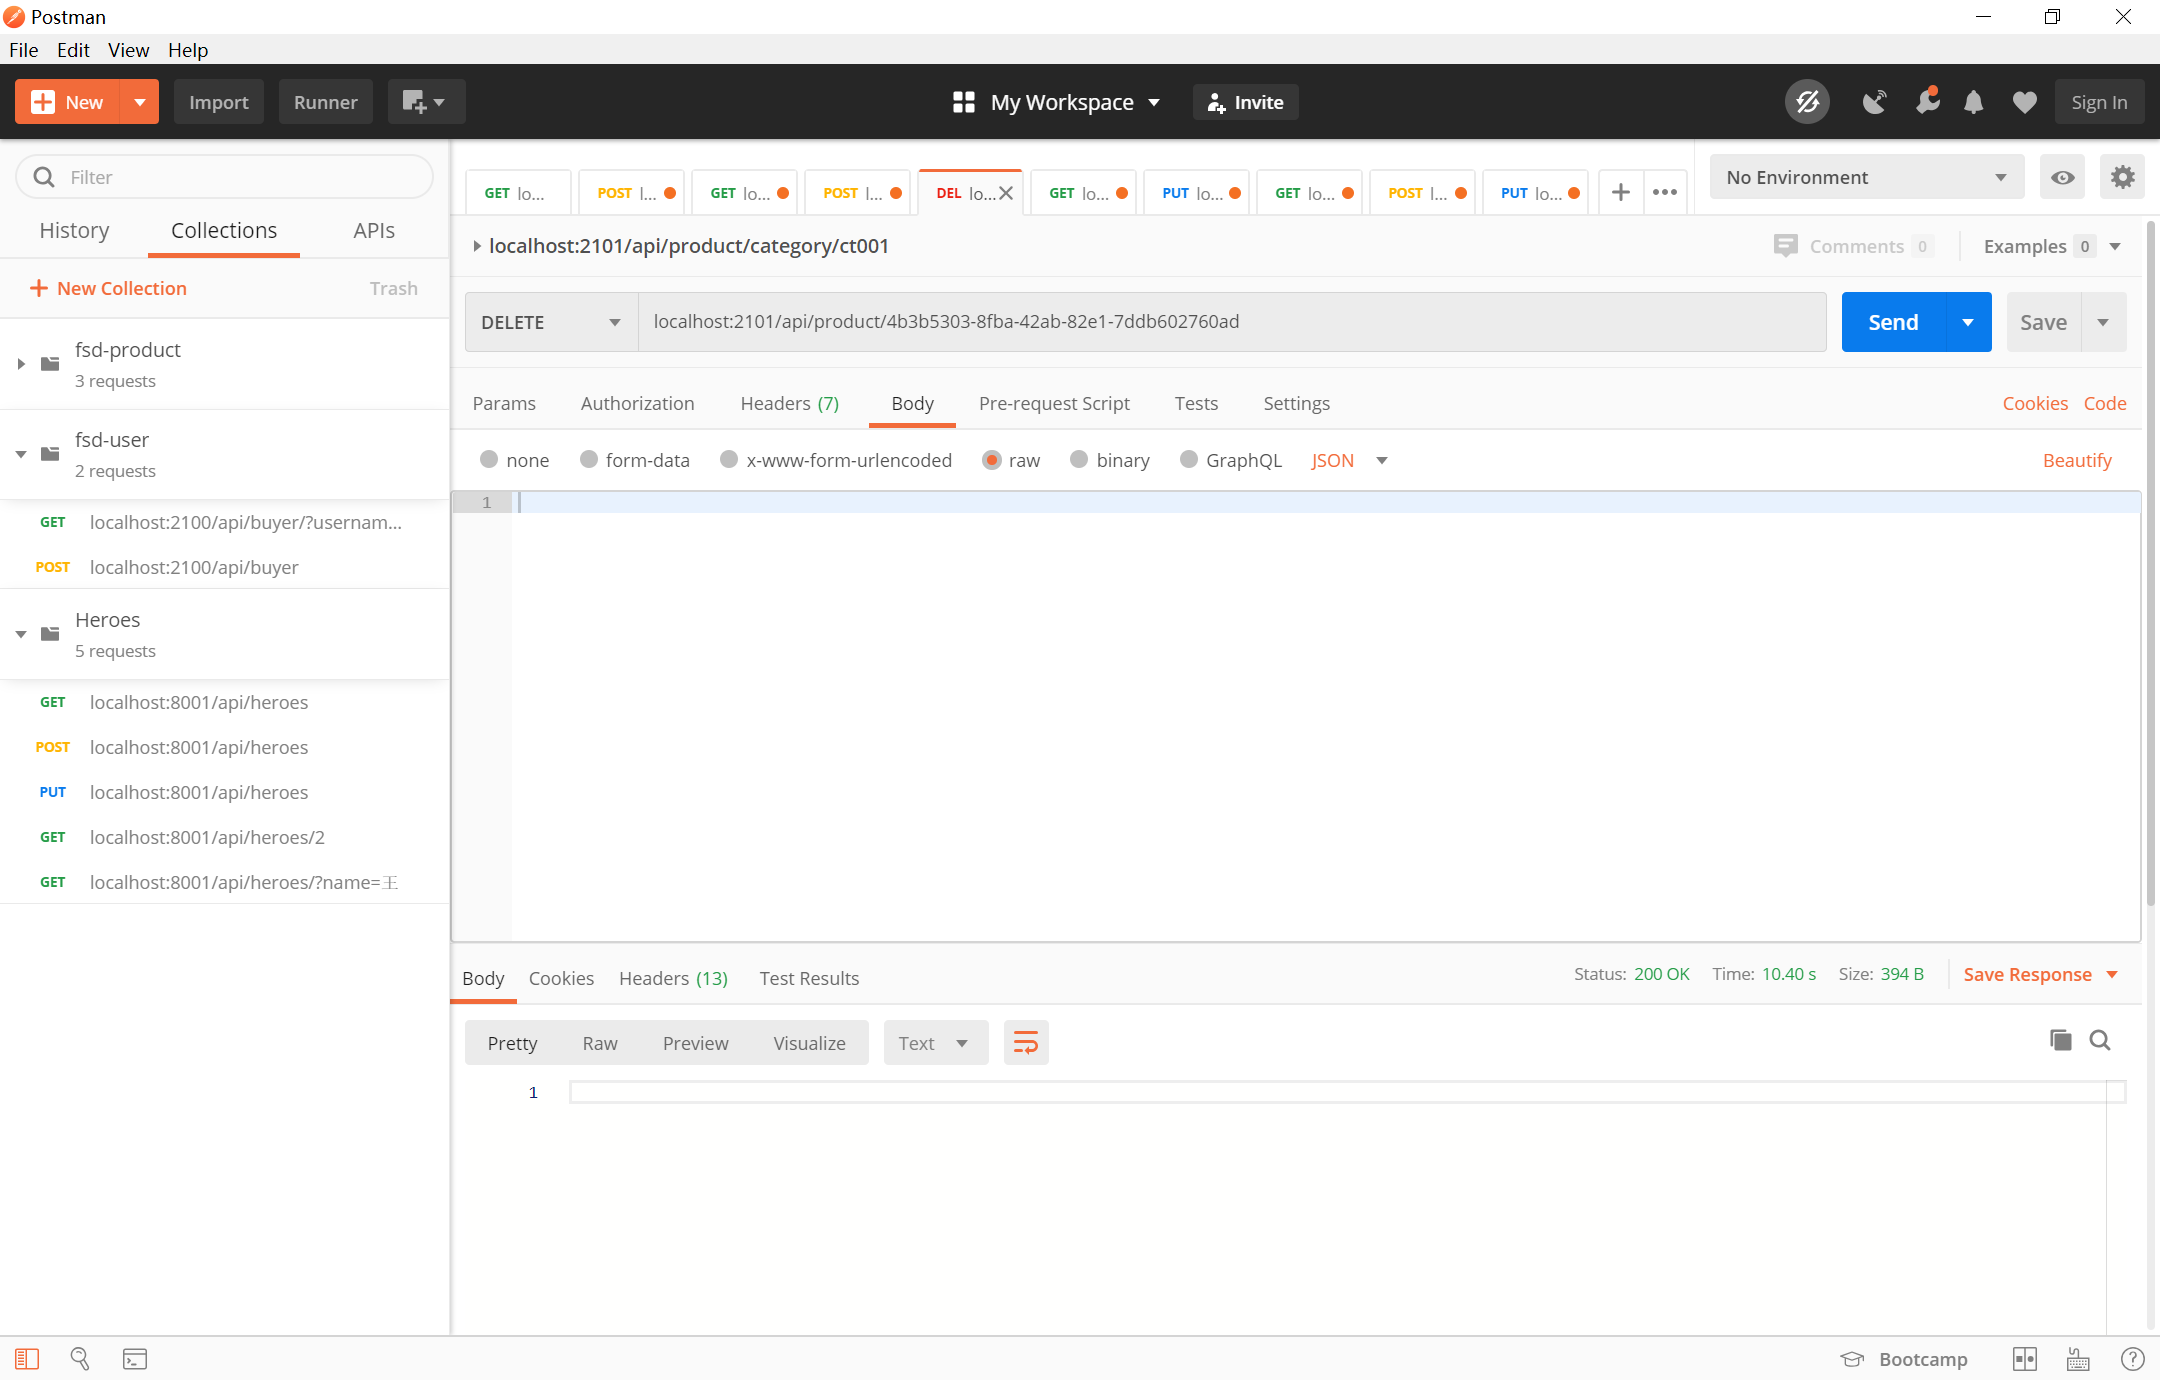 Postman
File Edit View Help
New Import Runner My Workspace Invite Sign In
Filter
History Collections APIs
New Collection Trash
fsd-product
3 requests
fsd-user
2 requests
GET localhost:2100/api/buyer/?usernam...
POST localhost:2100/api/buyer
Heroes
5 requests
GET localhost:8001/api/heroes
POST localhost:8001/api/heroes
PUT localhost:8001/api/heroes
GET localhost:8001/api/heroes/2
GET localhost:8001/api/heroes/?name=王
GET lo... POST l... GET lo... POST l... DEL lo... GET lo... PUT lo... GET lo... POST l... PUT lo...
No Environment
localhost:2101/api/product/category/ct001 Comments 0 Examples 0
DELETE localhost:2101/api/product/4b3b5303-8fba-42ab-82e1-7ddb602760ad Send Save
Params Authorization Headers (7) Body Pre-request Script Tests Settings Cookies Code
none form-data x-www-form-urlencoded raw binary GraphQL JSON Beautify
1
Body Cookies Headers (13) Test Results Status: 200 OK Time: 10.40 s Size: 394 B Save Response
Pretty Raw Preview Visualize Text
1
Bootcamp